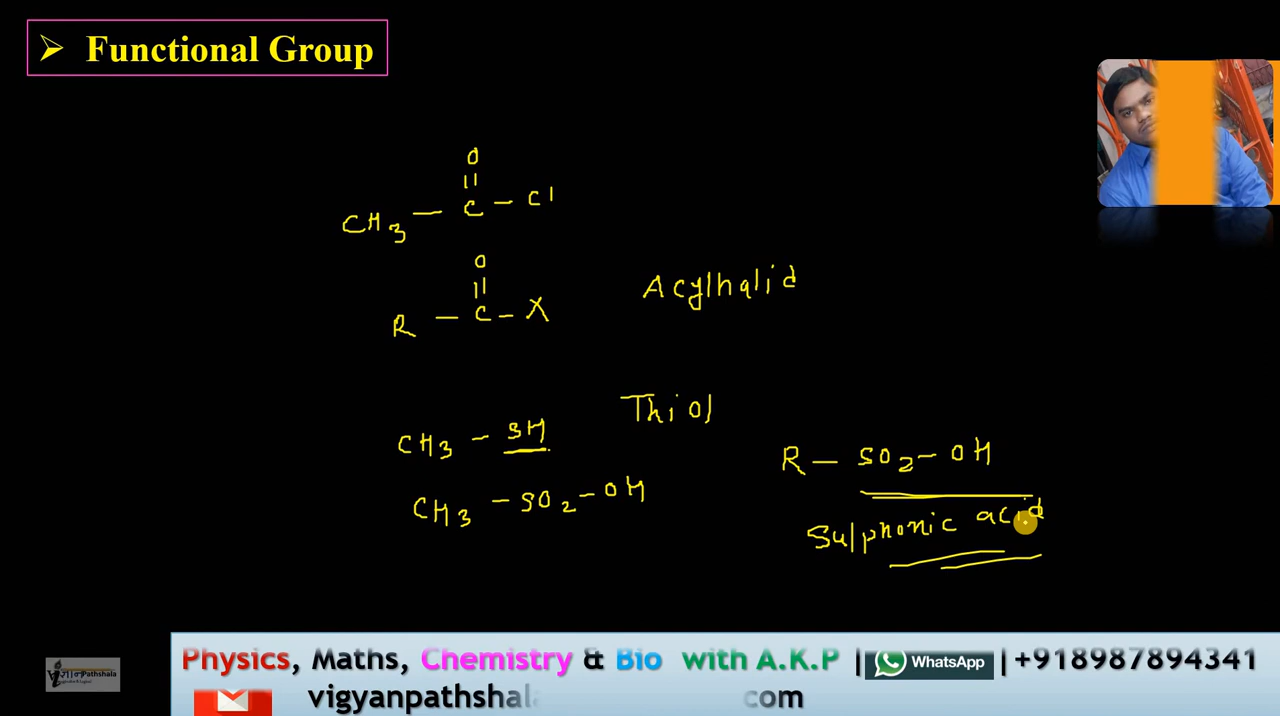 ➢ Functional Group
O
||
CH3 — C — Cl
O
||
R — C — X
Acylhalid
CH3 — SH
Thiol
CH3 — SO2 — OH
R — SO2 — OH
Sulphonic acid
Pathshala
Physics, Maths, Chemistry & Bio with A.K.P | WhatsApp | +918987894341
vigyanpathshal com